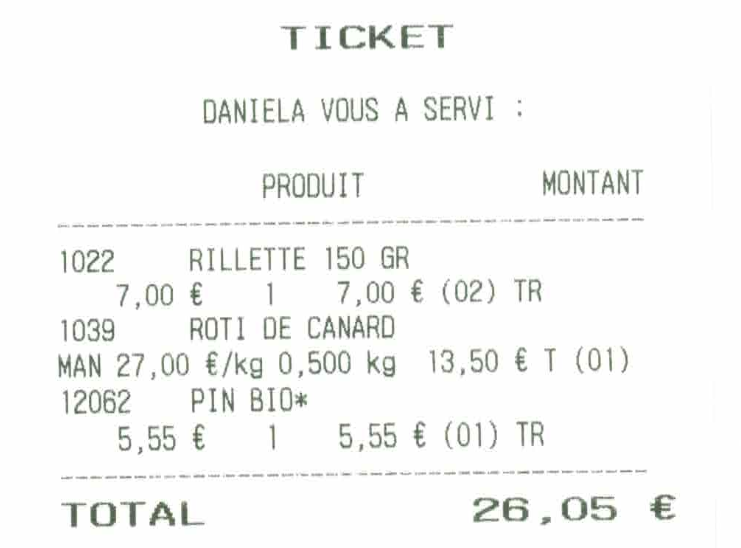 TICKET
DANIELA VOUS A SERVI :
PRODUIT MONTANT
1022 RILLETTE 150 GR
7,00 € 1 7,00 € (02) TR
1039 ROTI DE CANARD
MAN 27,00 €/kg 0,500 kg 13,50 € T (01)
12062 PIN BIO*
5,55 € 1 5,55 € (01) TR
TOTAL 26,05 €